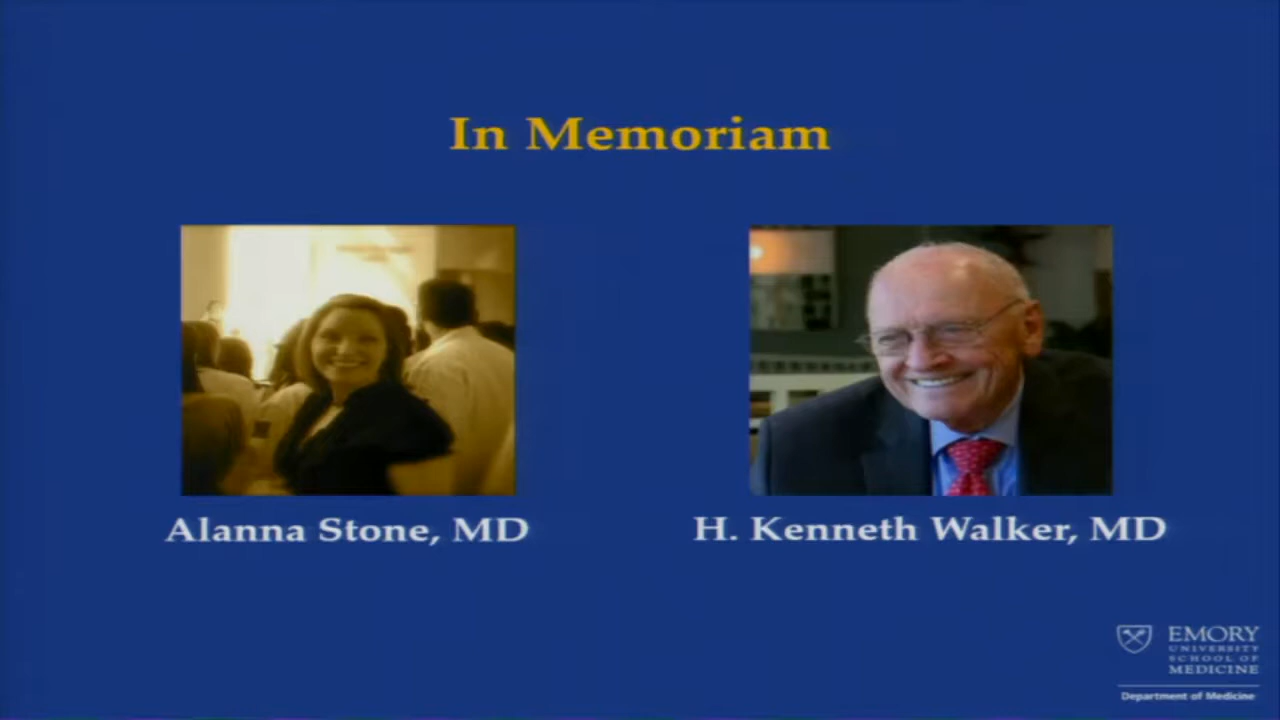 In Memoriam
Alanna Stone, MD
H. Kenneth Walker, MD
EMORY
UNIVERSITY
SCHOOL OF
MEDICINE
Department of Medicine